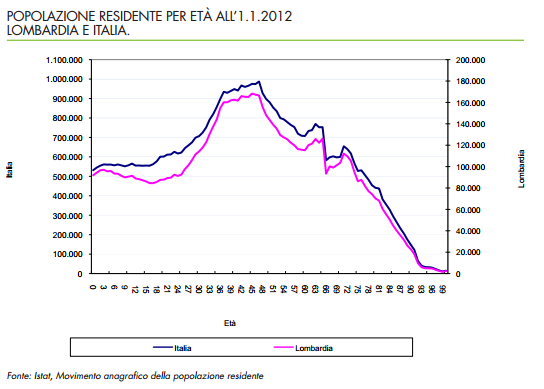 POPOLAZIONE RESIDENTE PER ETÀ ALL'1.1.2012
LOMBARDIA E ITALIA.
1.100.000
1.000.000
900.000
800.000
700.000
600.000
500.000
400.000
300.000
200.000
100.000
0
Italia
200.000
180.000
160.000
140.000
120.000
100.000
80.000
60.000
40.000
20.000
0
Lombardia
0 3 6 9 12 15 18 21 24 27 30 33 36 39 42 45 48 51 54 57 60 63 66 69 72 75 78 81 84 87 90 93 96 99
Età
Italia Lombardia
Fonte: Istat, Movimento anagrafico della popolazione residente